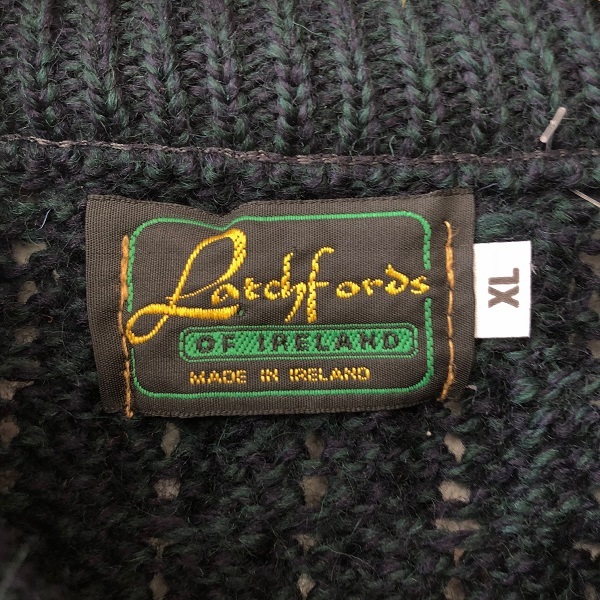 Latchfords
OF IRELAND
MADE IN IRELAND
XL